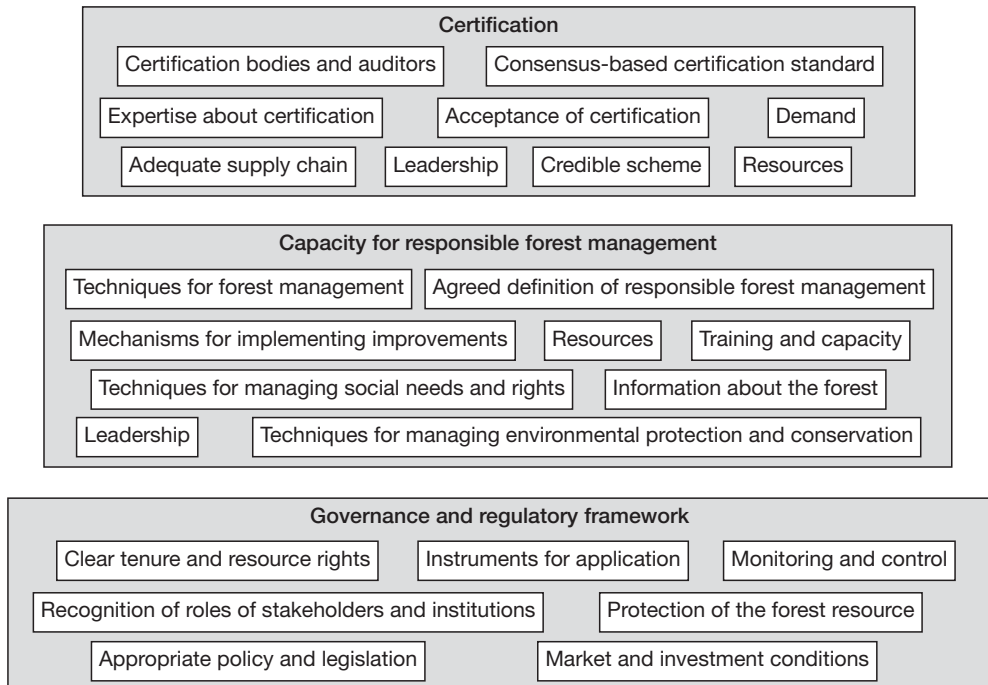 Certification
Certification bodies and auditors Consensus-based certification standard
Expertise about certification Acceptance of certification Demand
Adequate supply chain Leadership Credible scheme Resources
Capacity for responsible forest management
Techniques for forest management Agreed definition of responsible forest management
Mechanisms for implementing improvements Resources Training and capacity
Techniques for managing social needs and rights Information about the forest
Leadership Techniques for managing environmental protection and conservation
Governance and regulatory framework
Clear tenure and resource rights Instruments for application Monitoring and control
Recognition of roles of stakeholders and institutions Protection of the forest resource
Appropriate policy and legislation Market and investment conditions